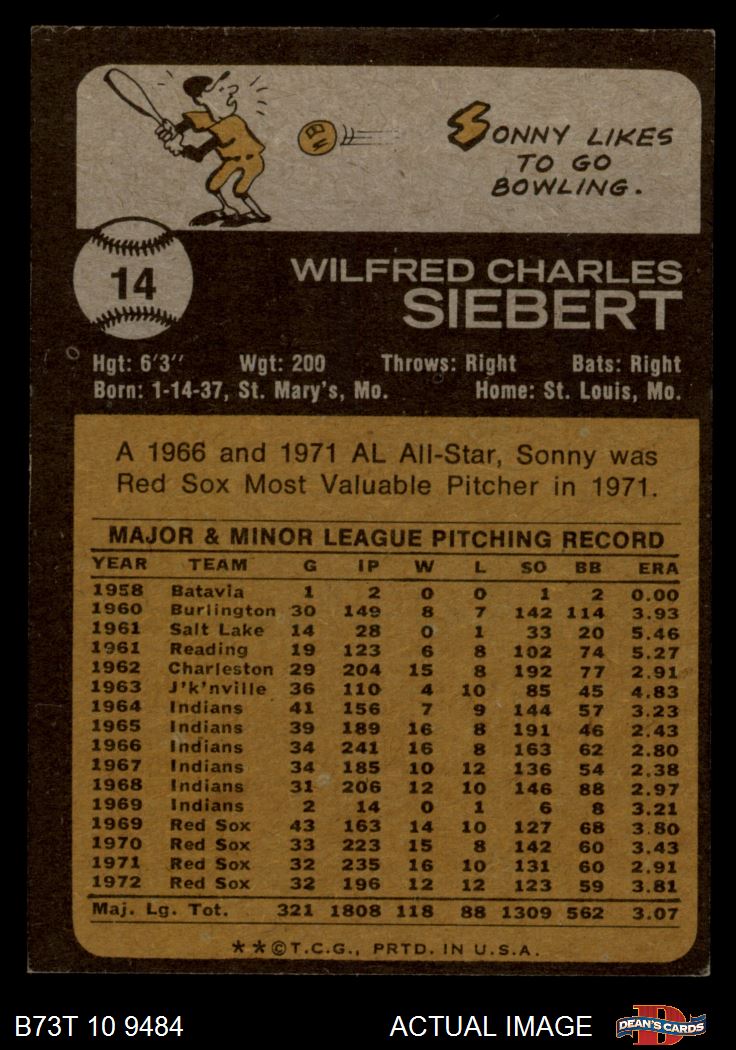 SONNY LIKES
TO GO
BOWLING.
14
WILFRED CHARLES
SIEBERT
Hgt: 6'3" Wgt: 200 Throws: Right Bats: Right
Born: 1-14-37, St. Mary's, Mo. Home: St. Louis, Mo.
A 1966 and 1971 AL All-Star, Sonny was
Red Sox Most Valuable Pitcher in 1971.
MAJOR & MINOR LEAGUE PITCHING RECORD
YEAR TEAM G IP W L SO BB ERA
1958 Batavia 1 2 0 0 1 2 0.00
1960 Burlington 30 149 8 7 142 114 3.93
1961 Salt Lake 14 28 0 1 33 20 5.46
1961 Reading 19 123 6 8 102 74 5.27
1962 Charleston 29 204 15 8 192 77 2.91
1963 J'k'nville 36 110 4 10 85 45 4.83
1964 Indians 41 156 7 9 144 57 3.23
1965 Indians 39 189 16 8 191 46 2.43
1966 Indians 34 241 16 8 163 62 2.80
1967 Indians 34 185 10 12 136 54 2.38
1968 Indians 31 206 12 10 146 88 2.97
1969 Indians 2 14 0 1 6 8 3.21
1969 Red Sox 43 163 14 10 127 68 3.80
1970 Red Sox 33 223 15 8 142 60 3.43
1971 Red Sox 32 235 16 10 131 60 2.91
1972 Red Sox 32 196 12 12 123 59 3.81
Maj. Lg. Tot. 321 1808 118 88 1309 562 3.07
**©T.C.G., PRTD. IN U.S.A.
B73T 10 9484 ACTUAL IMAGE D DEAN'S CARDS